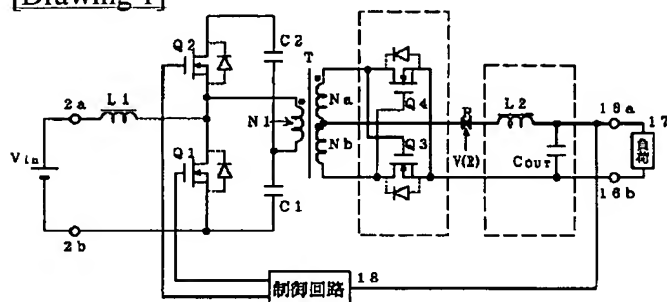 [Drawing 1]
Q2
C2
T
2a
L1
N1
Na
Nb
Q4
Q3
R
V(R)
L2
18a
17
負荷
Vin
Q1
C1
COUT
16b
2b
18
制御回路